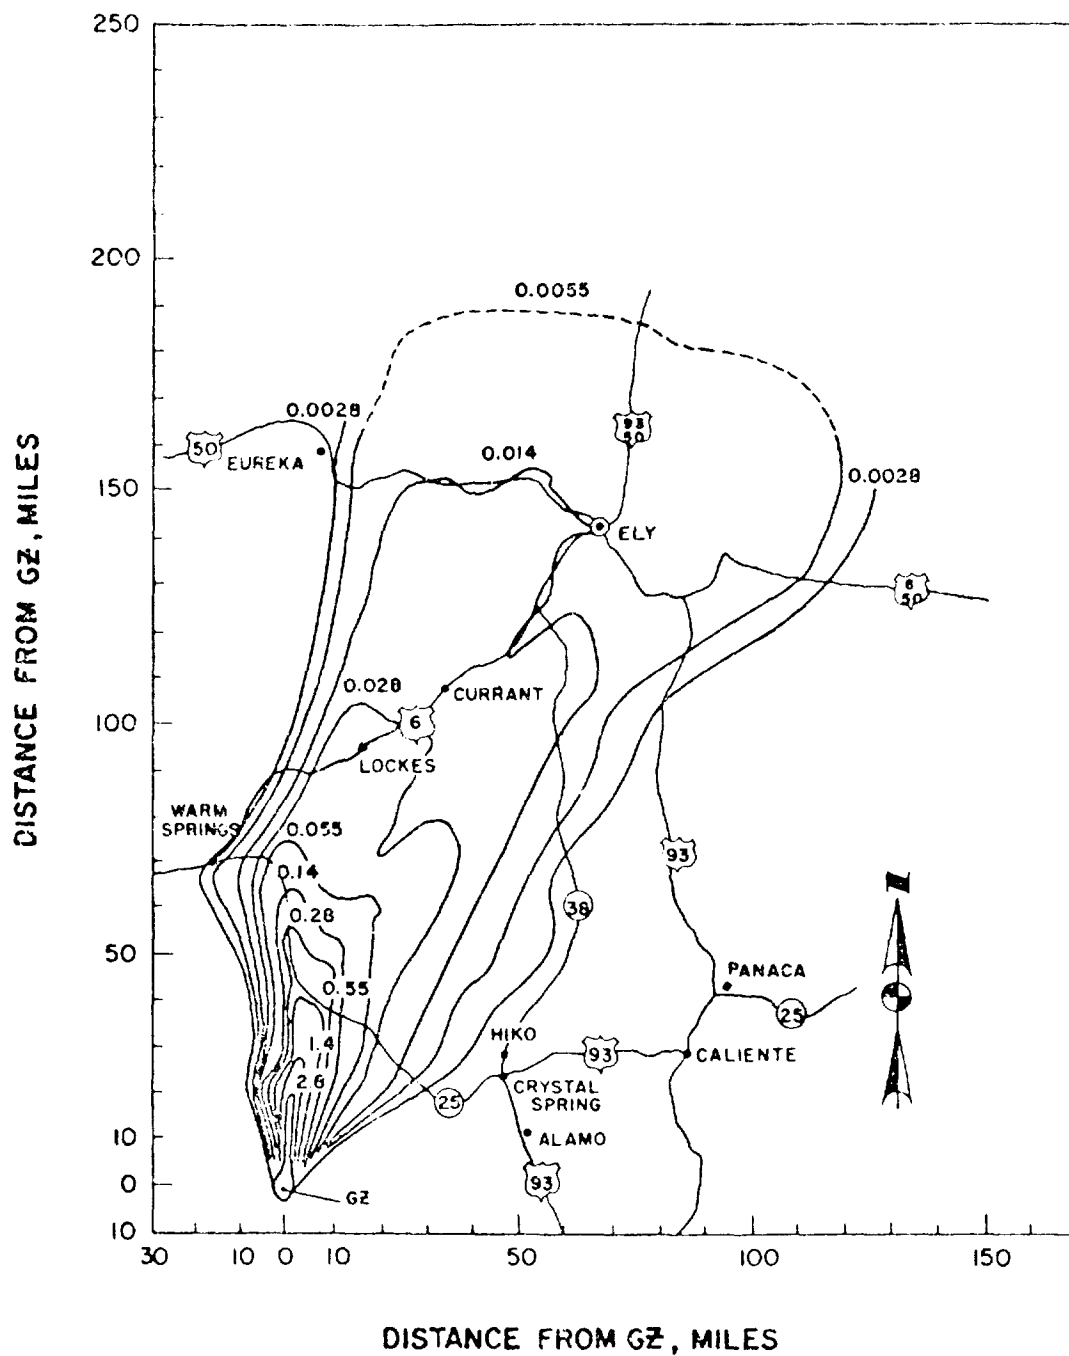 250
200
150
100
50
10
0
10
30
10
0
10
50
100
150
DISTANCE FROM GZ, MILES
DISTANCE FROM GZ, MILES
0.0055
0.0028
93
50
50
EUREKA
0.014
0.0028
ELY
6
50
0.028
CURRANT
6
LOCKES
WARM
SPRINGS
0.055
0.14
93
0.28
38
N
0.55
PANACA
25
1.4
HIKO
93
CALIENTE
2.8
CRYSTAL
SPRING
25
ALAMO
93
GZ